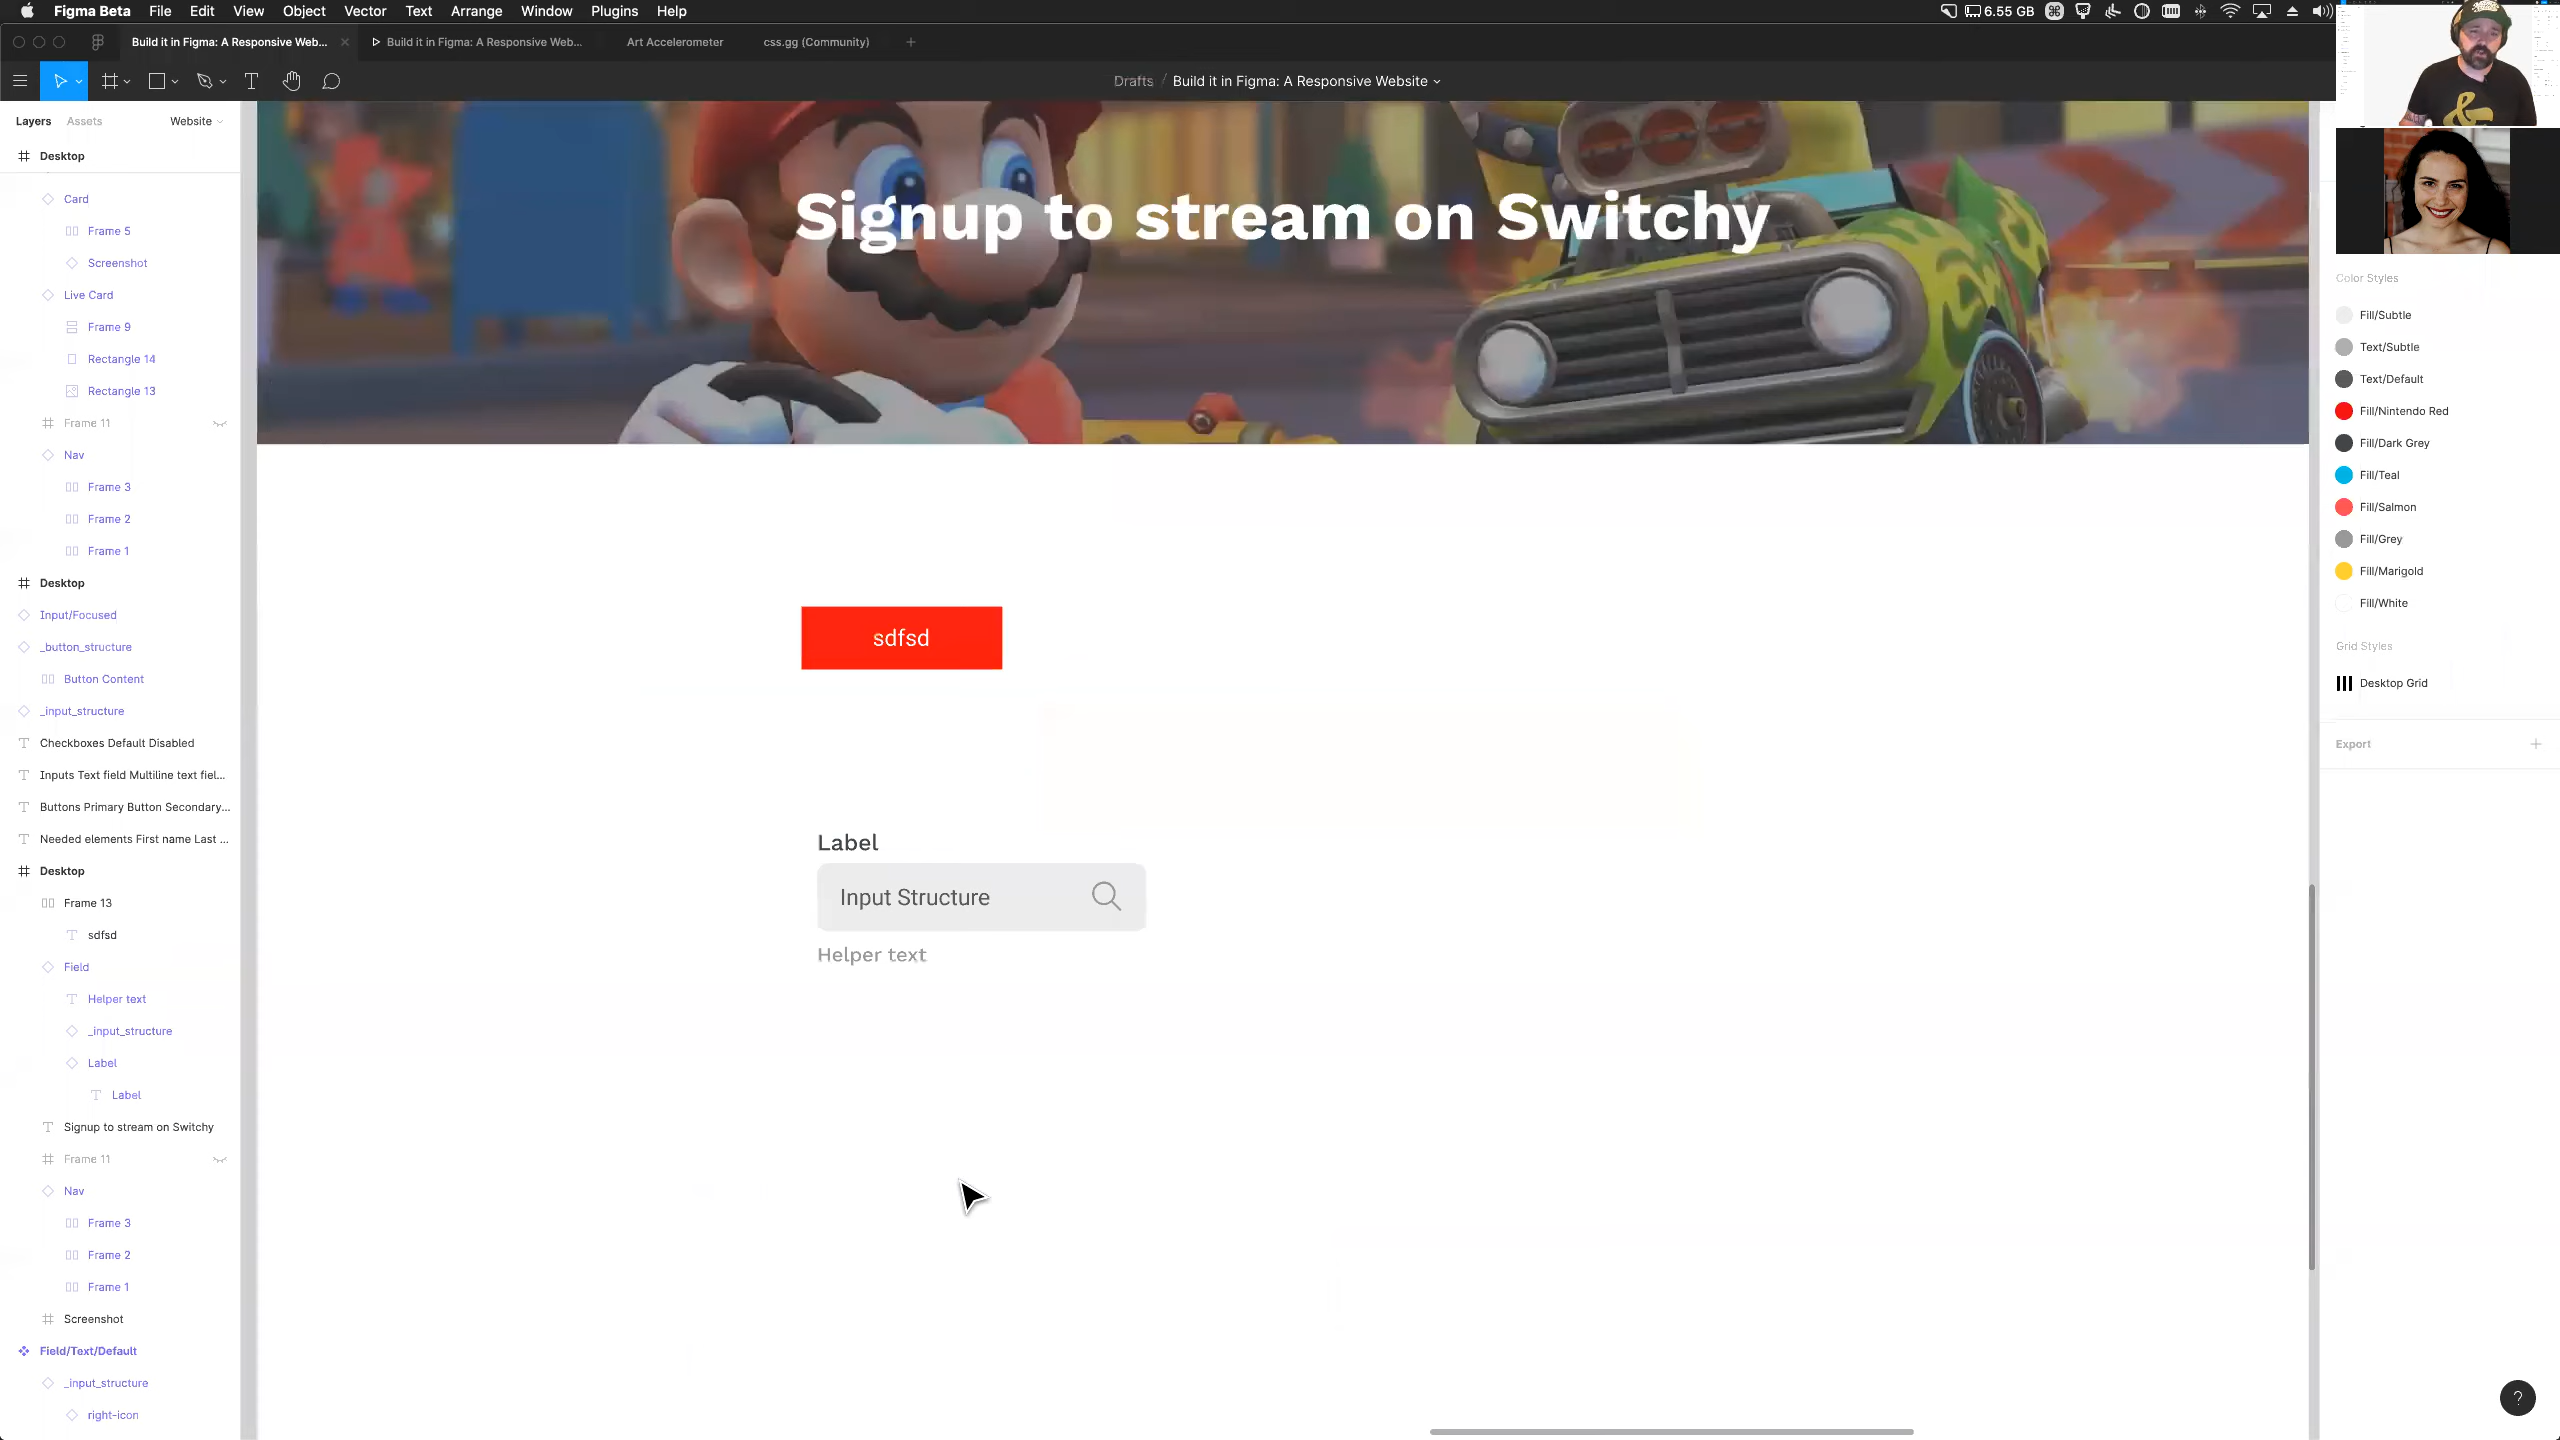 Figma Beta File Edit View Object Vector Text Arrange Window Plugins Help 6.55 GB
Build it in Figma: A Responsive Web... Build it in Figma: A Responsive Web... Art Accelerometer css.gg (Community)
Drafts / Build it in Figma: A Responsive Website
Layers Assets Website
Desktop
Card
Frame 5
Screenshot
Live Card
Frame 9
Rectangle 14
Rectangle 13
Frame 11
Nav
Frame 3
Frame 2
Frame 1
Desktop
Input/Focused
_button_structure
Button Content
_input_structure
Checkboxes Default Disabled
Inputs Text field Multiline text fiel...
Buttons Primary Button Secondary...
Needed elements First name Last ...
Desktop
Frame 13
sdfsd
Field
Helper text
_input_structure
Label
Label
Signup to stream on Switchy
Frame 11
Nav
Frame 3
Frame 2
Frame 1
Screenshot
Field/Text/Default
_input_structure
right-icon
Signup to stream on Switchy
sdfsd
Label
Input Structure
Helper text
&
Color Styles
Fill/Subtle
Text/Subtle
Text/Default
Fill/Nintendo Red
Fill/Dark Grey
Fill/Teal
Fill/Salmon
Fill/Grey
Fill/Marigold
Fill/White
Grid Styles
Desktop Grid
Export
?